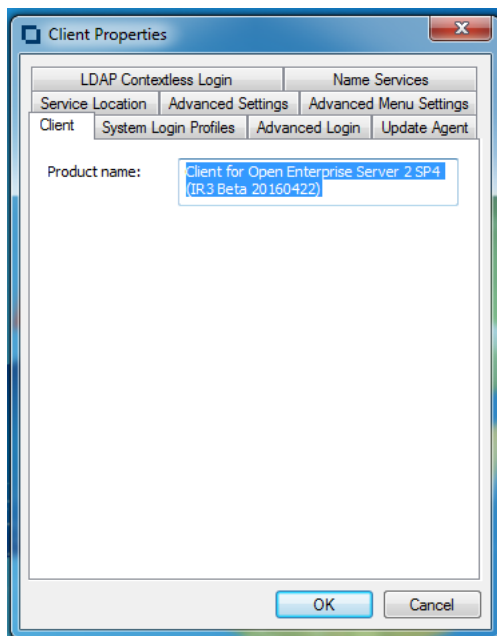 Client Properties
LDAP Contextless Login
Name Services
Service Location
Advanced Settings
Advanced Menu Settings
Client
System Login Profiles
Advanced Login
Update Agent
Product name:
Client for Open Enterprise Server 2 SP4
(IR3 Beta 20160422)
OK
Cancel